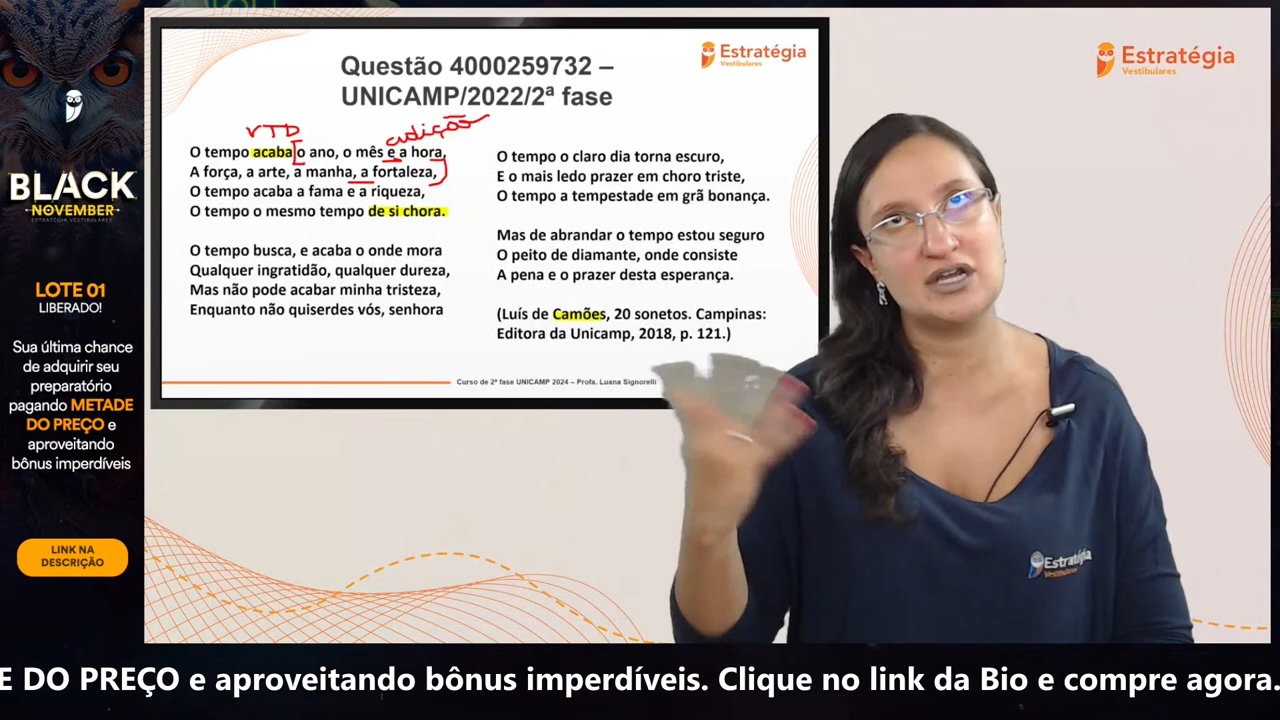 BLACK
NOVEMBER
ESTRATÉGIA VESTIBULARES
LOTE 01
LIBERADO!
Sua última chance
de adquirir seu
preparatório
pagando METADE
DO PREÇO e
aproveitando
bônus imperdíveis
LINK NA
DESCRIÇÃO
Questão 4000259732 –
UNICAMP/2022/2ª fase
Estratégia
Vestibulares
VTD
adição
O tempo acaba o ano, o mês e a hora,
A força, a arte, a manha, a fortaleza,
O tempo acaba a fama e a riqueza,
O tempo o mesmo tempo de si chora.
O tempo busca, e acaba o onde mora
Qualquer ingratidão, qualquer dureza,
Mas não pode acabar minha tristeza,
Enquanto não quiserdes vós, senhora
O tempo o claro dia torna escuro,
E o mais ledo prazer em choro triste,
O tempo a tempestade em grã bonança.
Mas de abrandar o tempo estou seguro
O peito de diamante, onde consiste
A pena e o prazer desta esperança.
(Luís de Camões, 20 sonetos. Campinas:
Editora da Unicamp, 2018, p. 121.)
Curso de 2ª fase UNICAMP 2024 – Profa. Luana Signorelli
Estratégia
Vestibulares
Estratégia
Vestibulares
E DO PREÇO e aproveitando bônus imperdíveis. Clique no link da Bio e compre agora.